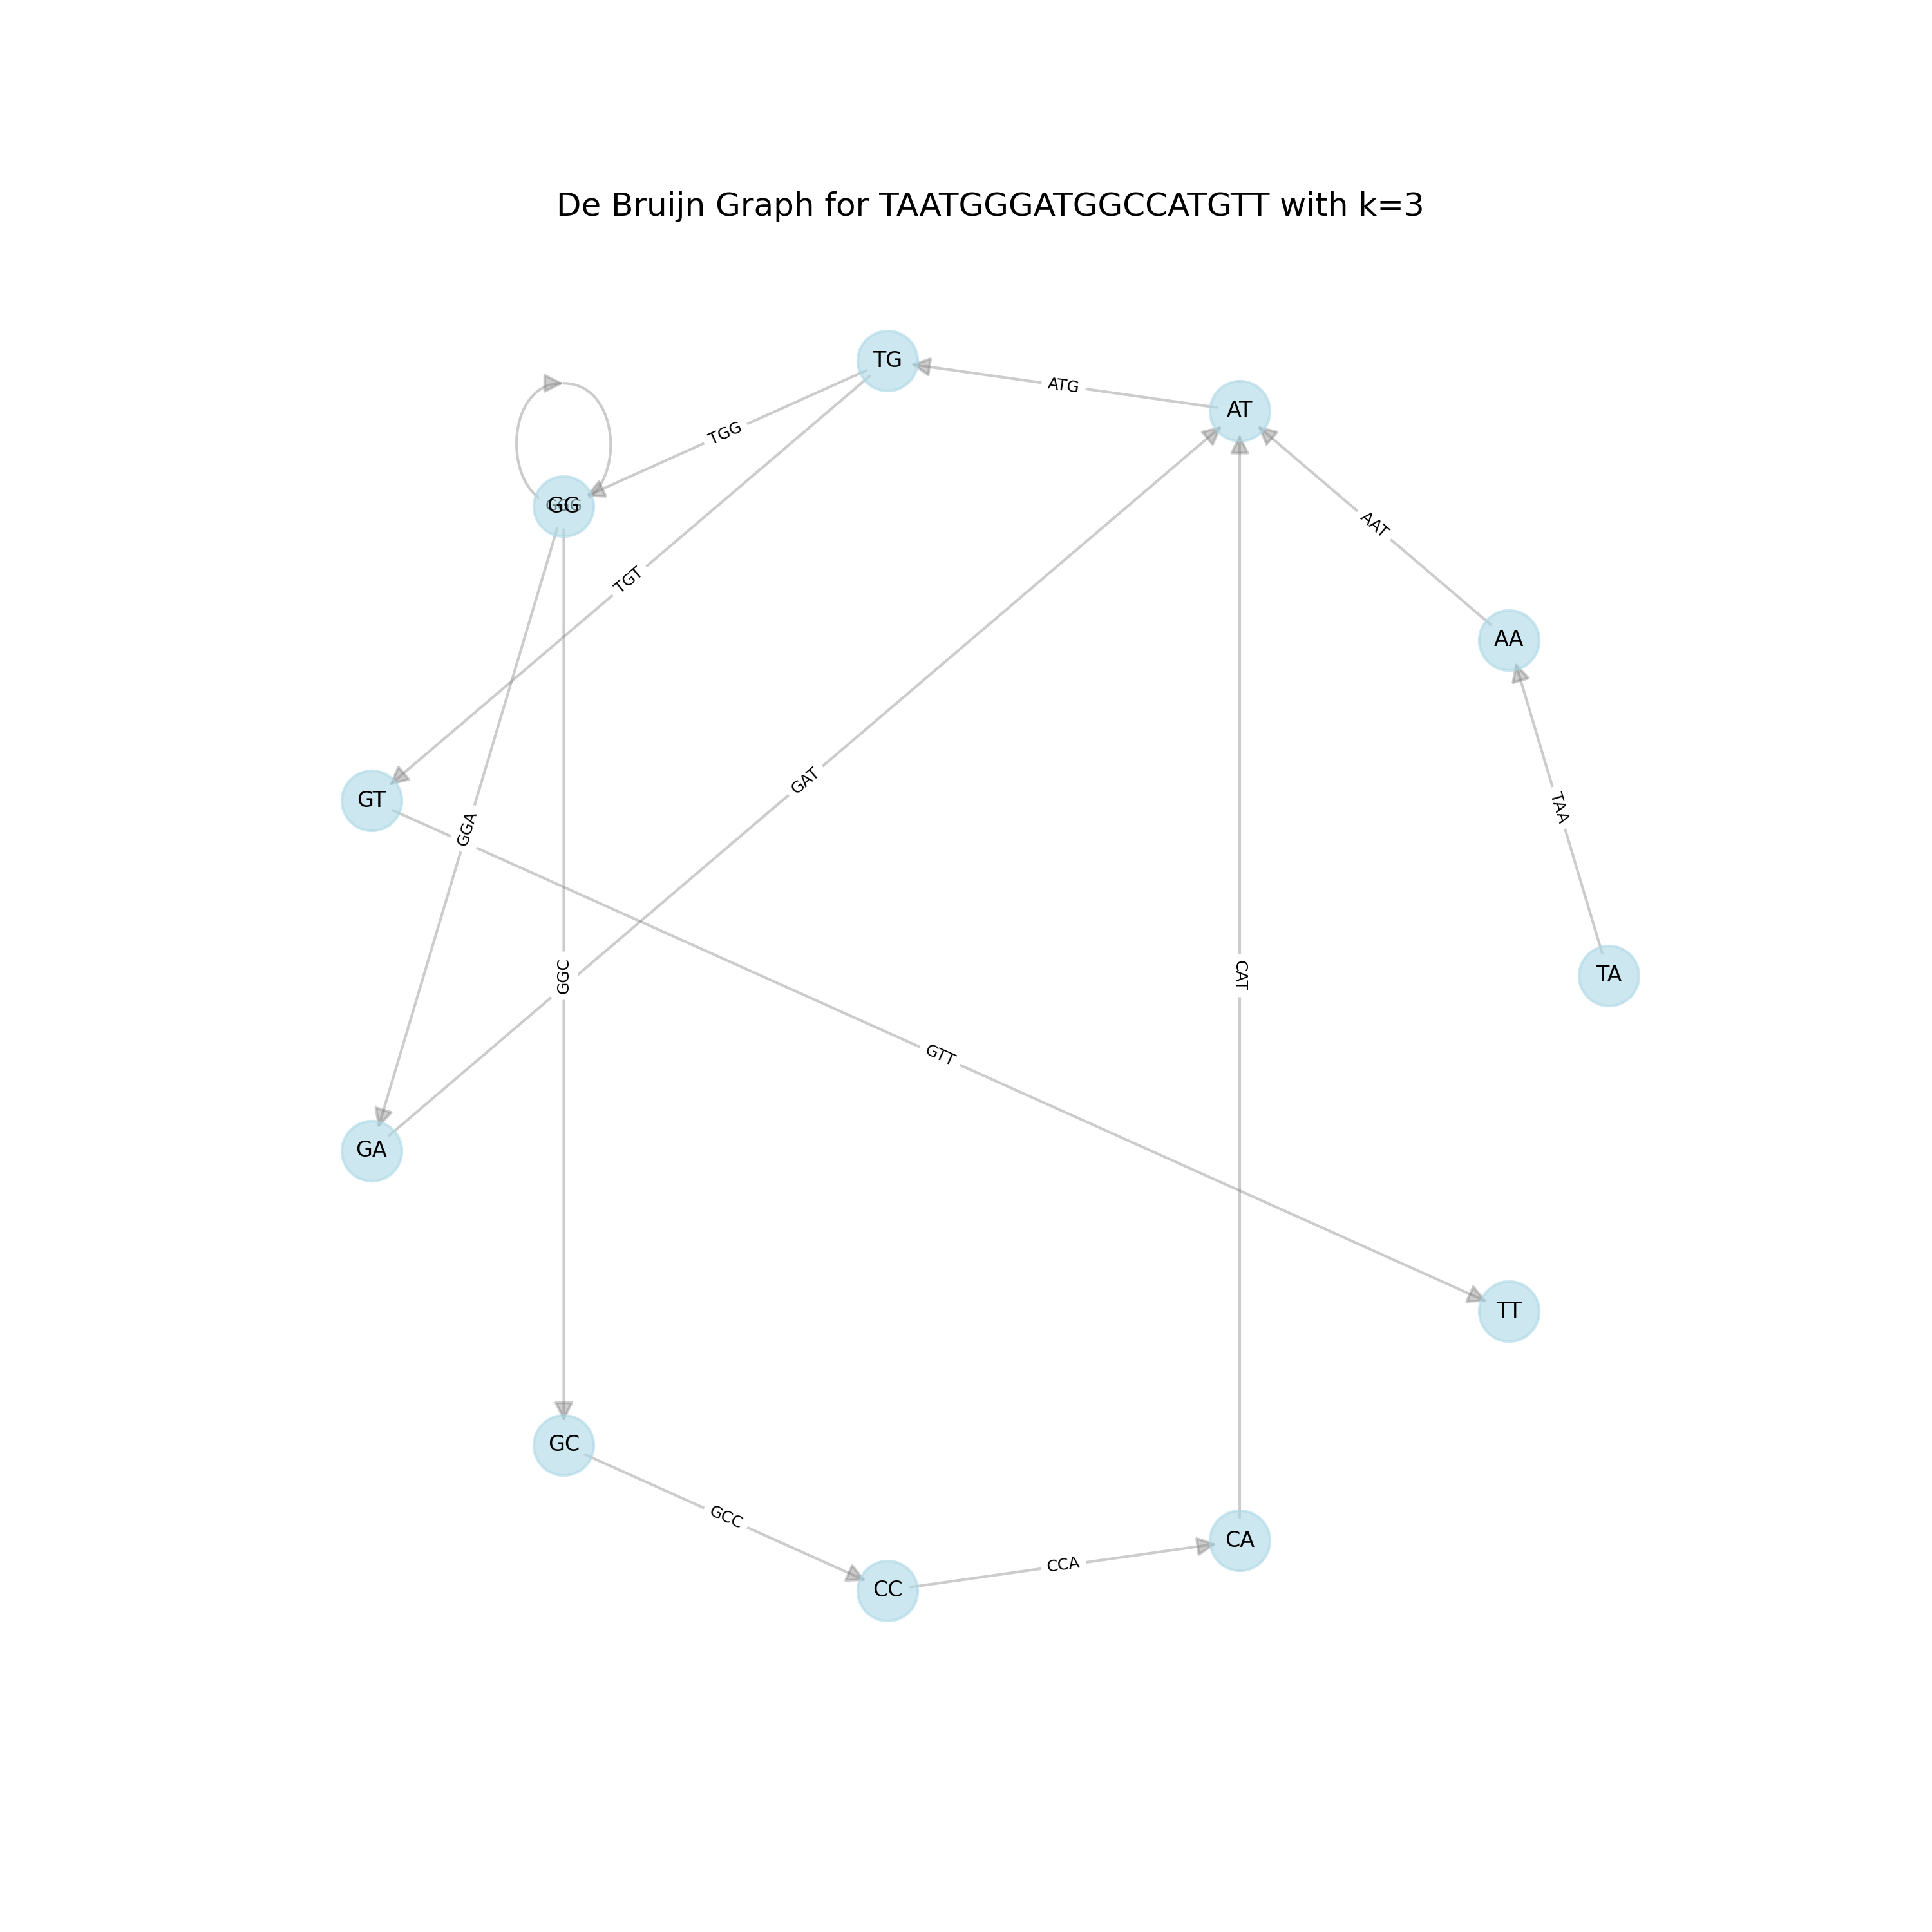 De Bruijn Graph for TAATGGGATGGCCATGTT with k=3
TG
ATG
AT
TGG
GG
AAT
TGT
AA
GT
TAA
GAT
GGA
TA
GGC
CAT
GTT
GA
TT
GC
GCC
CA
CCA
CC